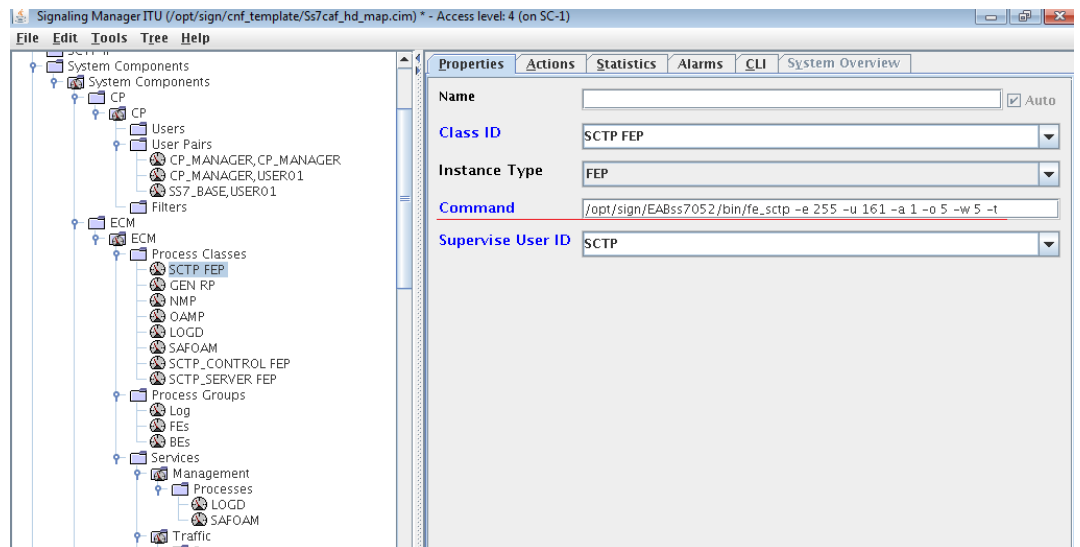 Signaling Manager ITU (/opt/sign/cnf_template/Ss7caf_hd_map.cim) * - Access level: 4 (on SC-1)
File Edit Tools Tree Help
System Components
System Components
CP
CP
Users
User Pairs
CP_MANAGER,CP_MANAGER
CP_MANAGER,USER01
SS7_BASE,USER01
Filters
ECM
ECM
Process Classes
SCTP FEP
GEN RP
NMP
OAMP
LOGD
SAFOAM
SCTP_CONTROL FEP
SCTP_SERVER FEP
Process Groups
Log
FEs
BEs
Services
Management
Processes
LOGD
SAFOAM
Traffic
Properties Actions Statistics Alarms CLI System Overview
Name Auto
Class ID SCTP FEP
Instance Type FEP
Command /opt/sign/EABss7052/bin/fe_sctp -e 255 -u 161 -a 1 -o 5 -w 5 -t
Supervise User ID SCTP